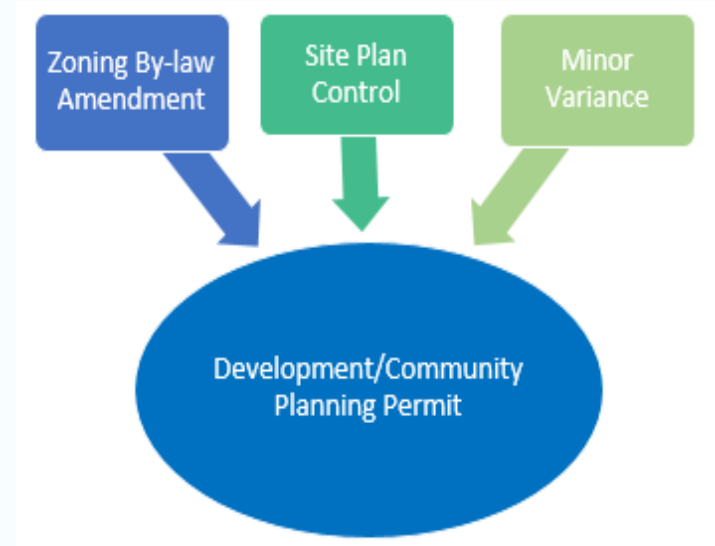 Zoning By-law
Amendment
Site Plan
Control
Minor
Variance
Development/Community
Planning Permit